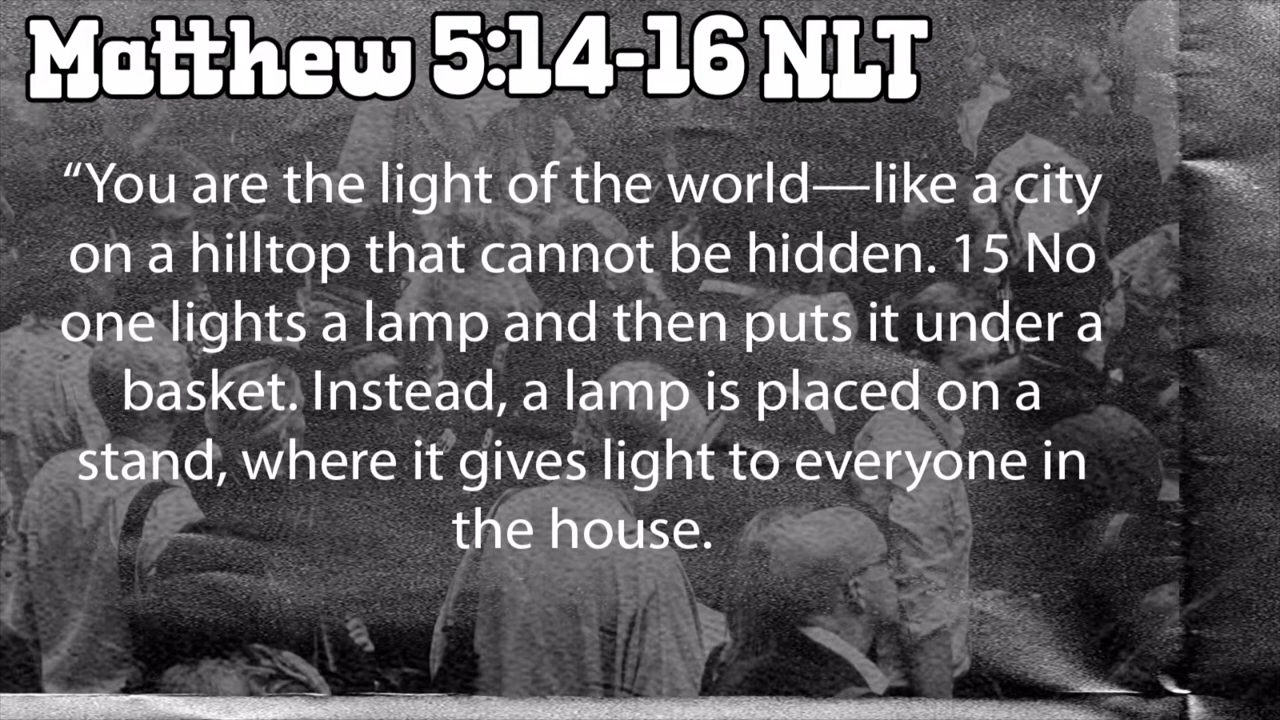 Matthew 5:14-16 NLT
“You are the light of the world—like a city
on a hilltop that cannot be hidden. 15 No
one lights a lamp and then puts it under a
basket. Instead, a lamp is placed on a
stand, where it gives light to everyone in
the house.